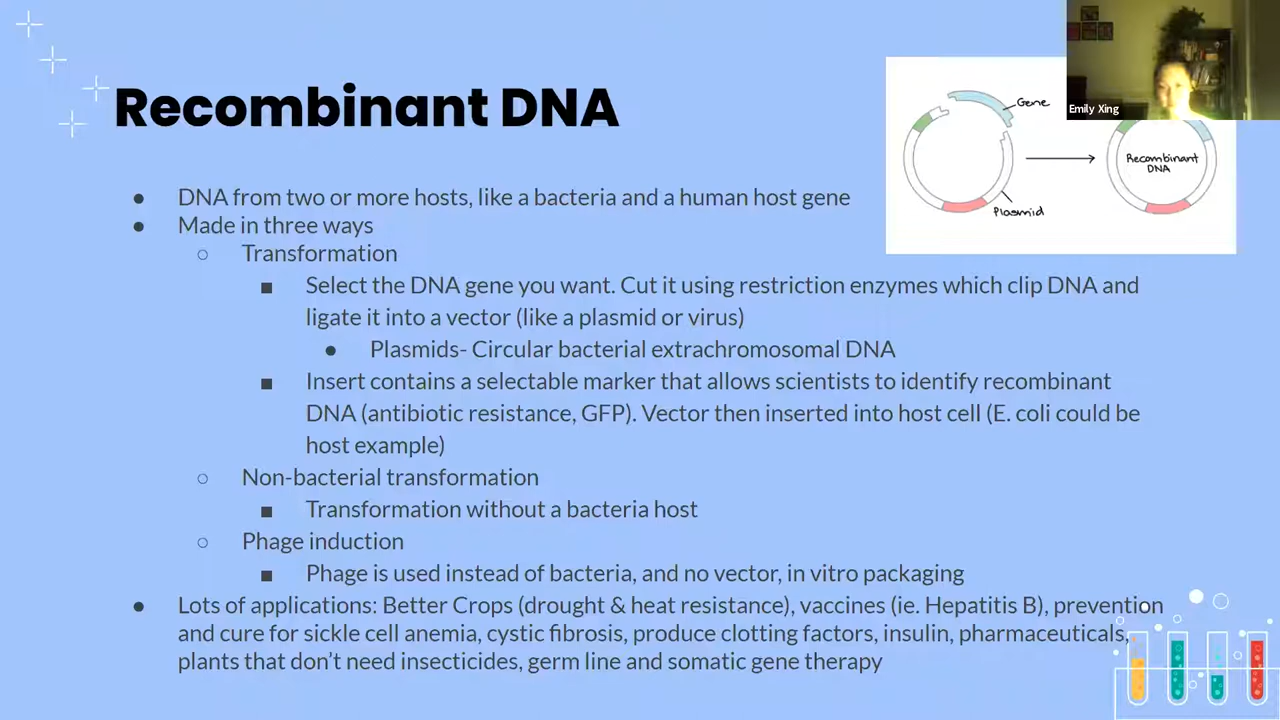 Recombinant DNA
Emily Xing
Gene
Plasmid
Recombinant
DNA
● DNA from two or more hosts, like a bacteria and a human host gene
● Made in three ways
○ Transformation
■ Select the DNA gene you want. Cut it using restriction enzymes which clip DNA and
ligate it into a vector (like a plasmid or virus)
● Plasmids- Circular bacterial extrachromosomal DNA
■ Insert contains a selectable marker that allows scientists to identify recombinant
DNA (antibiotic resistance, GFP). Vector then inserted into host cell (E. coli could be
host example)
○ Non-bacterial transformation
■ Transformation without a bacteria host
○ Phage induction
■ Phage is used instead of bacteria, and no vector, in vitro packaging
● Lots of applications: Better Crops (drought & heat resistance), vaccines (ie. Hepatitis B), prevention
and cure for sickle cell anemia, cystic fibrosis, produce clotting factors, insulin, pharmaceuticals,
plants that don’t need insecticides, germ line and somatic gene therapy